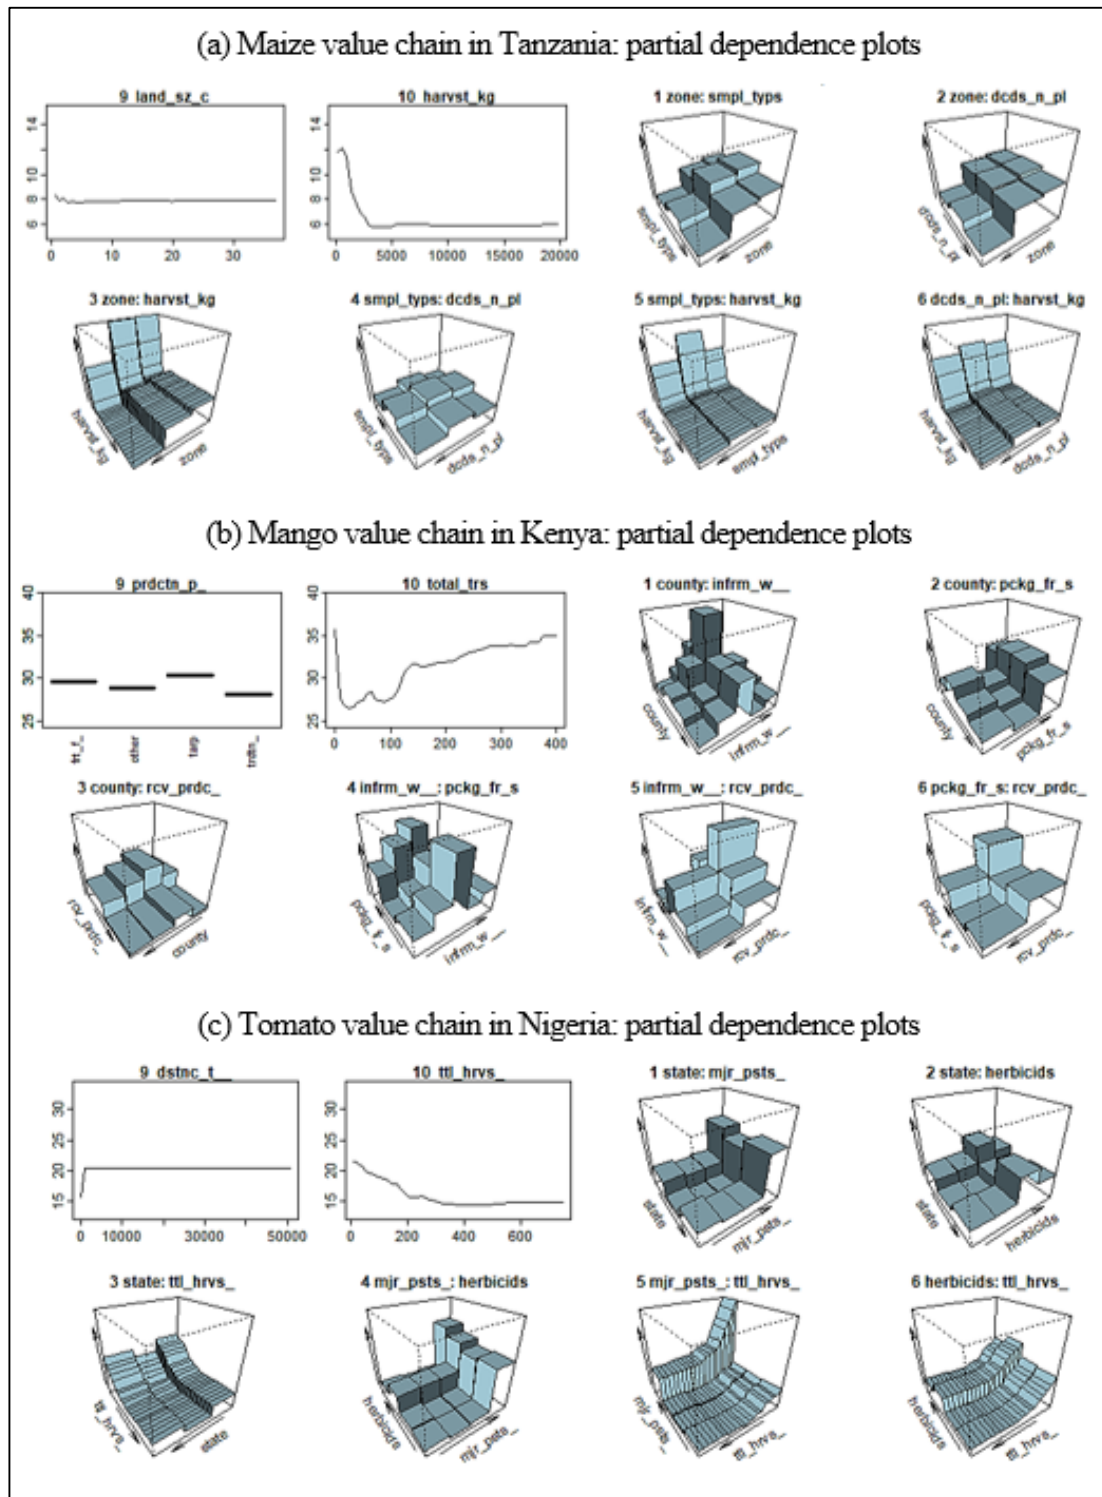 (a) Maize value chain in Tanzania: partial dependence plots
9 land_sz_c
10 harvst_kg
1 zone: smpl_typs
2 zone: dcds_n_pl
14
10
8
6
0 10 20 30
14
10
8
6
0 5000 10000 15000 20000
smpl_typs
zone
dcds_n_pl
zone
3 zone: harvst_kg
4 smpl_typs: dcds_n_pl
5 smpl_typs: harvst_kg
6 dcds_n_pl: harvst_kg
harvst_kg
zone
smpl_typs
dcds_n_pl
harvst_kg
smpl_typs
harvst_kg
dcds_n_pl
(b) Mango value chain in Kenya: partial dependence plots
9 prdctn_p_
10 total_trs
1 county: infrm_w__
2 county: pckg_fr_s
40
35
30
25
frt_f_
other
tarp
trdtn_
40
35
30
25
0 100 200 300 400
county
infrm_w__
county
pckg_fr_s
3 county: rcv_prdc_
4 infrm_w__: pckg_fr_s
5 infrm_w__: rcv_prdc_
6 pckg_fr_s: rcv_prdc_
rcv_prdc_
county
pckg_fr_s
infrm_w__
infrm_w__
rcv_prdc_
pckg_fr_s
rcv_prdc_
(c) Tomato value chain in Nigeria: partial dependence plots
9 dstnc_t__
10 ttl_hrvs_
1 state: mjr_psts_
2 state: herbicids
30
25
20
15
0 10000 30000 50000
30
25
20
15
0 200 400 600
state
mjr_psts_
state
herbicids
3 state: ttl_hrvs_
4 mjr_psts_: herbicids
5 mjr_psts_: ttl_hrvs_
6 herbicids: ttl_hrvs_
ttl_hrvs_
state
herbicids
mjr_psts_
mjr_psts_
ttl_hrvs_
herbicids
ttl_hrvs_